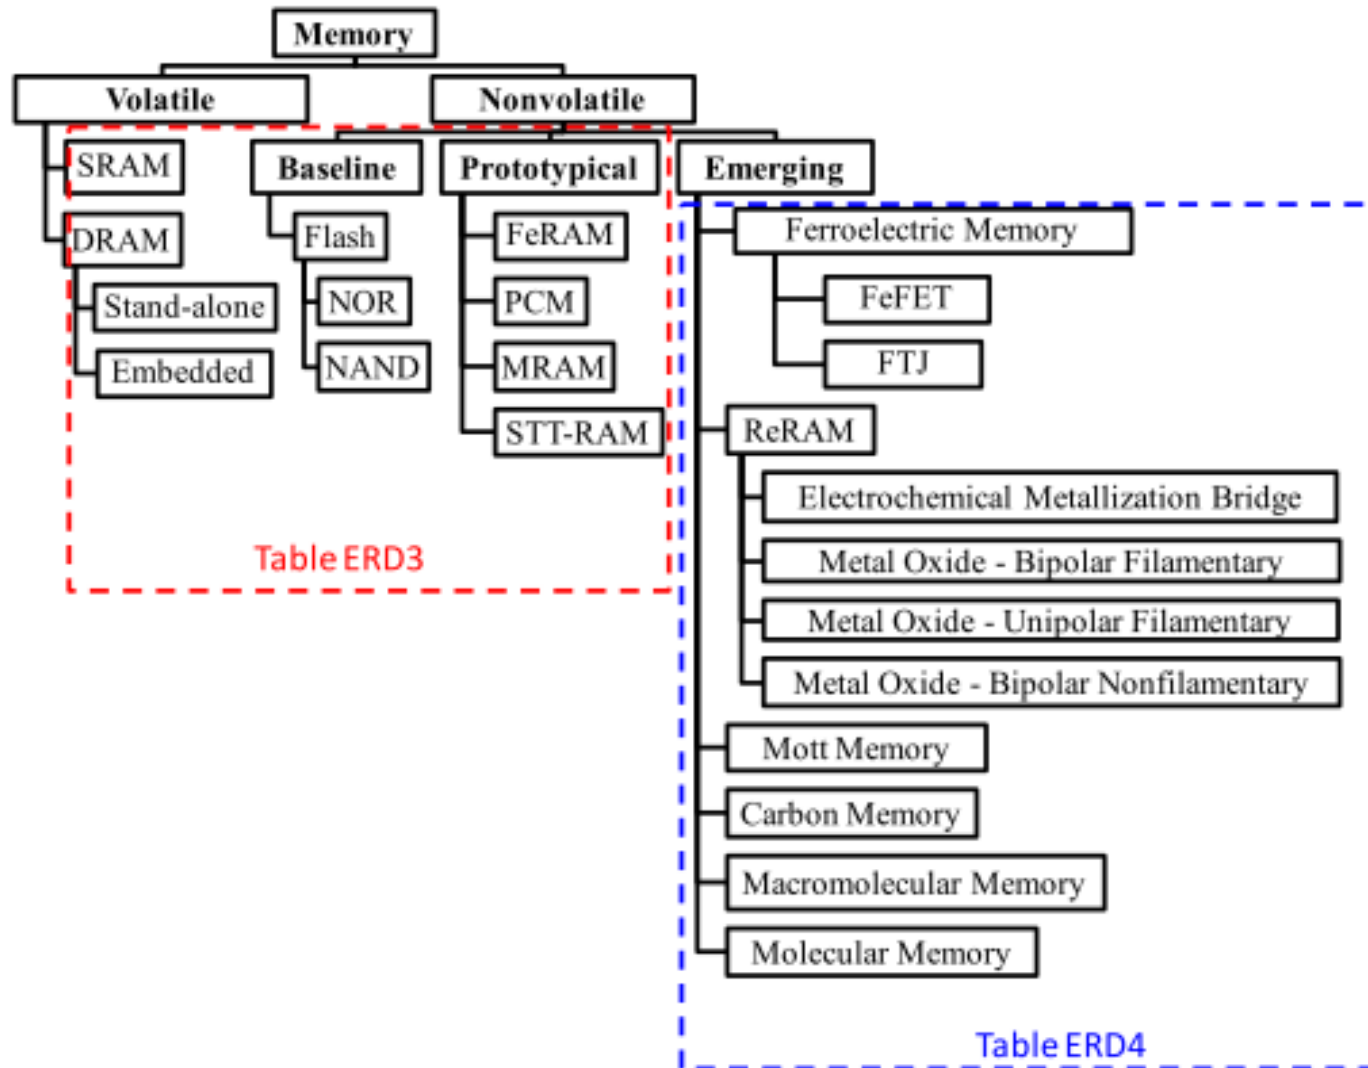 Memory
Volatile
Nonvolatile
SRAM
DRAM
Stand-alone
Embedded
Baseline
Flash
NOR
NAND
Prototypical
FeRAM
PCM
MRAM
STT-RAM
Table ERD3
Emerging
Ferroelectric Memory
FeFET
FTJ
ReRAM
Electrochemical Metallization Bridge
Metal Oxide - Bipolar Filamentary
Metal Oxide - Unipolar Filamentary
Metal Oxide - Bipolar Nonfilamentary
Mott Memory
Carbon Memory
Macromolecular Memory
Molecular Memory
Table ERD4